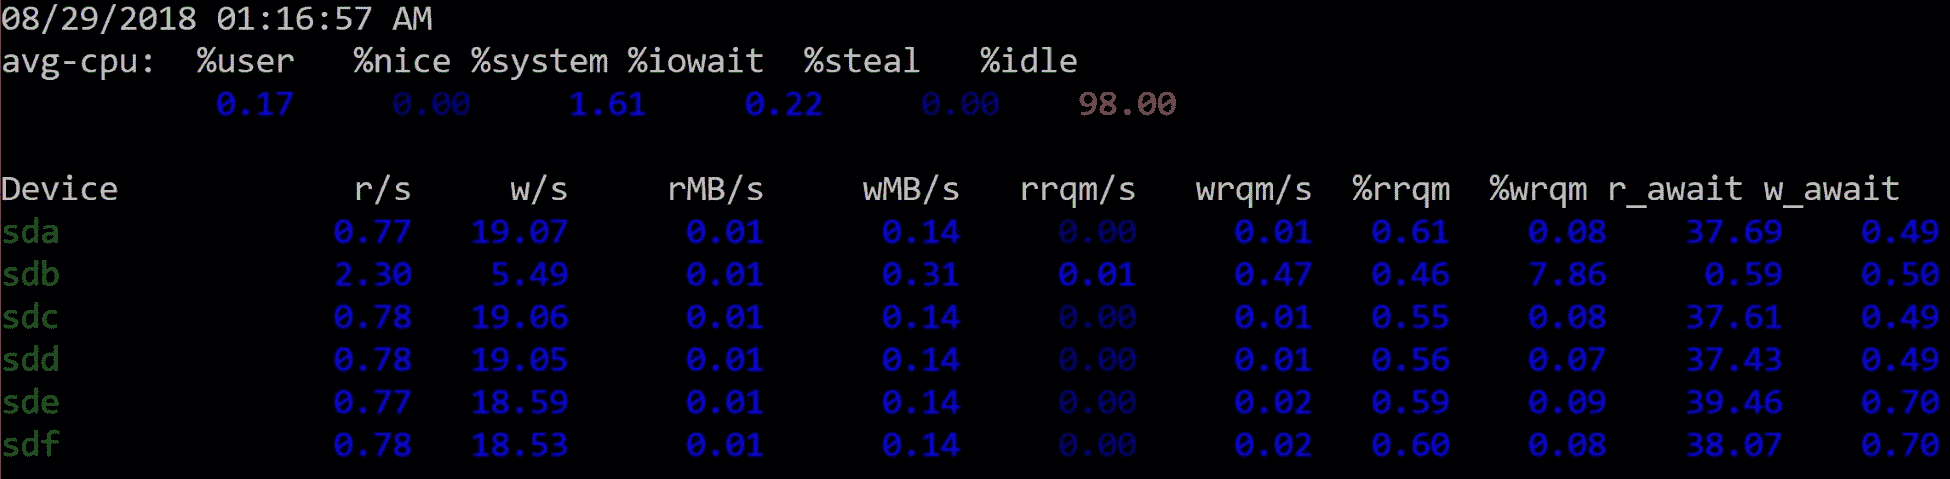 08/29/2018 01:16:57 AM
avg-cpu:  %user   %nice %system %iowait  %steal   %idle
           0.17     0.00     1.61     0.22     0.00    98.00
Device            r/s     w/s     rMB/s     wMB/s   rrqm/s   wrqm/s  %rrqm  %wrqm r_await w_await
sda              0.77   19.07      0.01      0.14     0.00     0.01   0.61    0.08    37.69    0.49
sdb              2.30    5.49      0.01      0.31     0.01     0.47   0.46    7.86     0.59    0.50
sdc              0.78   19.06      0.01      0.14     0.00     0.01   0.55    0.08    37.61    0.49
sdd              0.78   19.05      0.01      0.14     0.00     0.01   0.56    0.07    37.43    0.49
sde              0.77   18.59      0.01      0.14     0.00     0.02   0.59    0.09    39.46    0.70
sdf              0.78   18.53      0.01      0.14     0.00     0.02   0.60    0.08    38.07    0.70